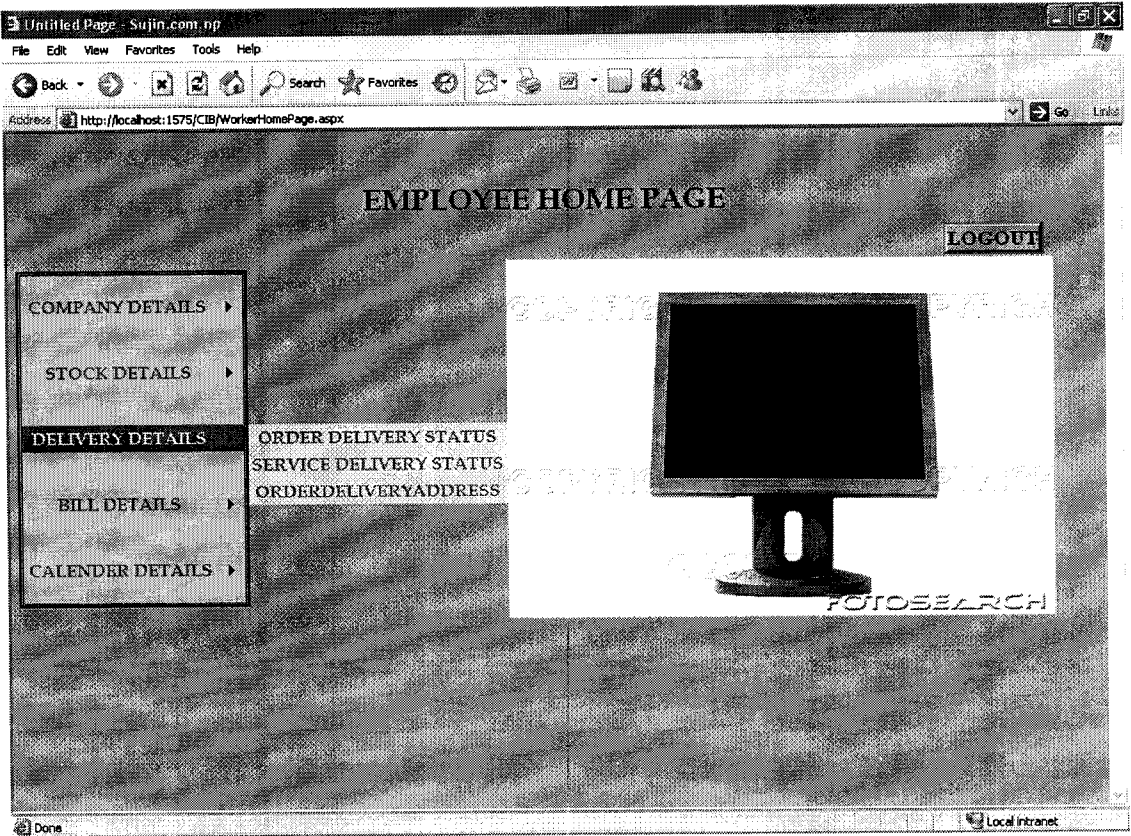 Untitled Page - Sujin.com.np
File Edit View Favorites Tools Help
Back Search Favorites
Address http://localhost:1575/CIB/WorkerHomePage.aspx Go Links
EMPLOYEE HOME PAGE
LOGOUT
COMPANY DETAILS
STOCK DETAILS
DELIVERY DETAILS
ORDER DELIVERY STATUS
SERVICE DELIVERY STATUS
ORDERDELIVERYADDRESS
BILL DETAILS
CALENDER DETAILS
FOTOSEARCH
Done Local intranet